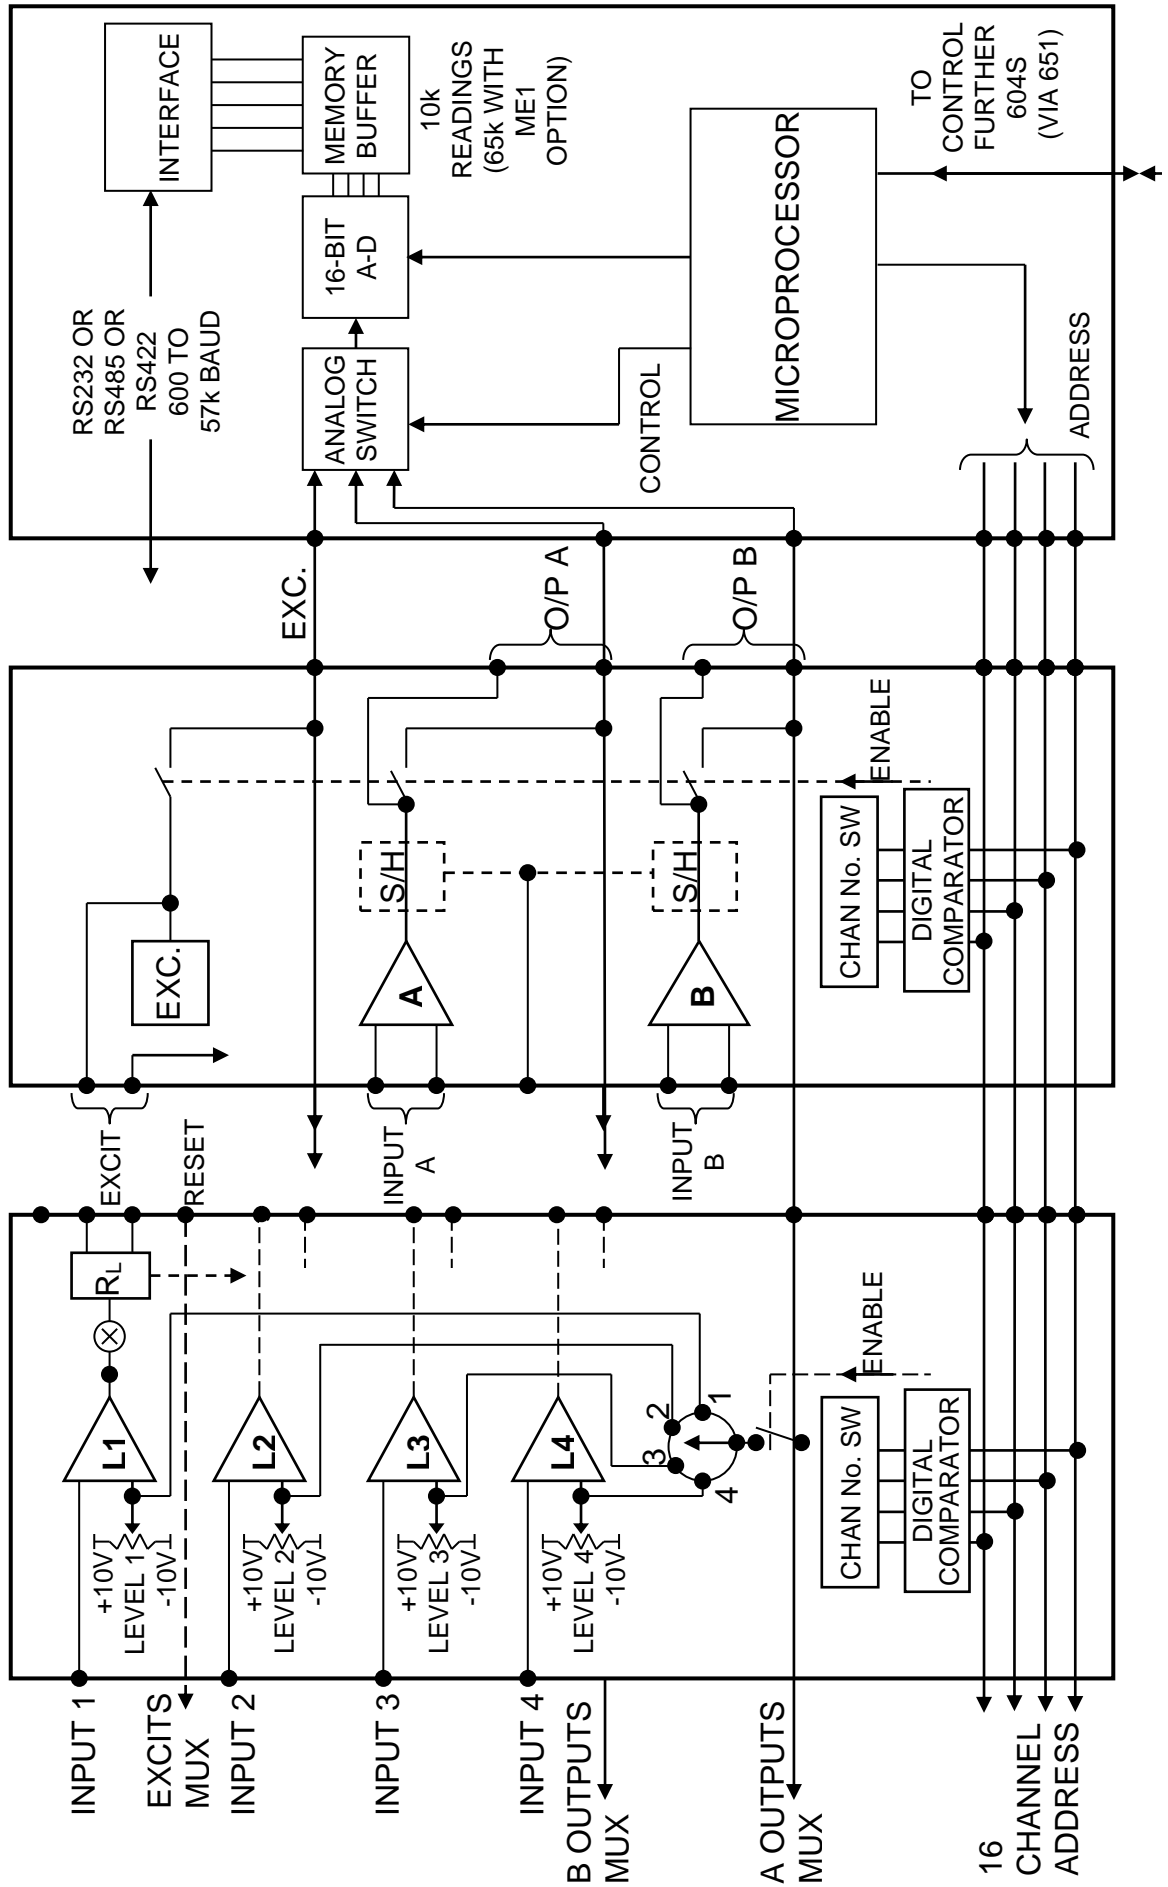 INPUT 1
EXCITS
MUX
INPUT 2
INPUT 3
INPUT 4
B OUTPUTS
MUX
A OUTPUTS
MUX
16
CHANNEL
ADDRESS
+10V
LEVEL 1
-10V
+10V
LEVEL 2
-10V
+10V
LEVEL 3
-10V
+10V
LEVEL 4
-10V
L1
L2
L3
L4
RL
1
2
3
4
ENABLE
CHAN No. SW
DIGITAL
COMPARATOR
EXCIT
RESET
INPUT
A
INPUT
B
EXC.
A
B
S/H
S/H
ENABLE
CHAN No. SW
DIGITAL
COMPARATOR
EXC.
O/P A
O/P B
RS232 OR
RS485 OR
RS422
600 TO
57k BAUD
INTERFACE
ANALOG
SWITCH
16-BIT
A-D
MEMORY
BUFFER
10k
READINGS
(65k WITH
ME1
OPTION)
CONTROL
MICROPROCESSOR
TO
CONTROL
FURTHER
604S
(VIA 651)
ADDRESS